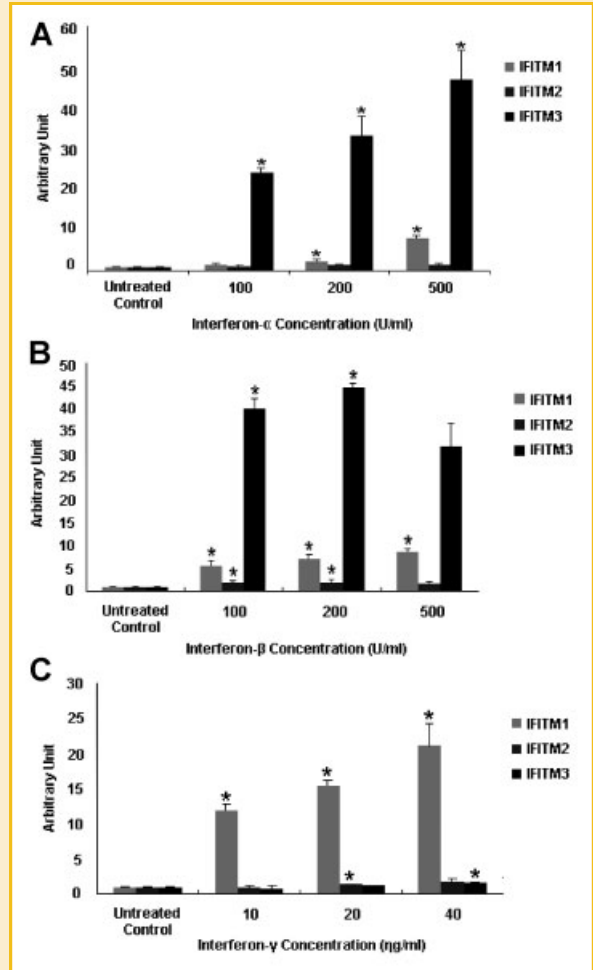 A
60
50
40
30
20
10
0
Arbitrary Unit
* * * * *
IFITM1
IFITM2
IFITM3
Untreated Control
100 200 500
Interferon-α Concentration (U/ml)
B
50
45
40
35
30
25
20
15
10
5
0
Arbitrary Unit
* * * * * * *
IFITM1
IFITM2
IFITM3
Untreated Control
100 200 500
Interferon-β Concentration (U/ml)
C
30
25
20
15
10
5
0
Arbitrary Unit
* * * * *
IFITM1
IFITM2
IFITM3
Untreated Control
10 20 40
Interferon-γ Concentration (ηg/ml)